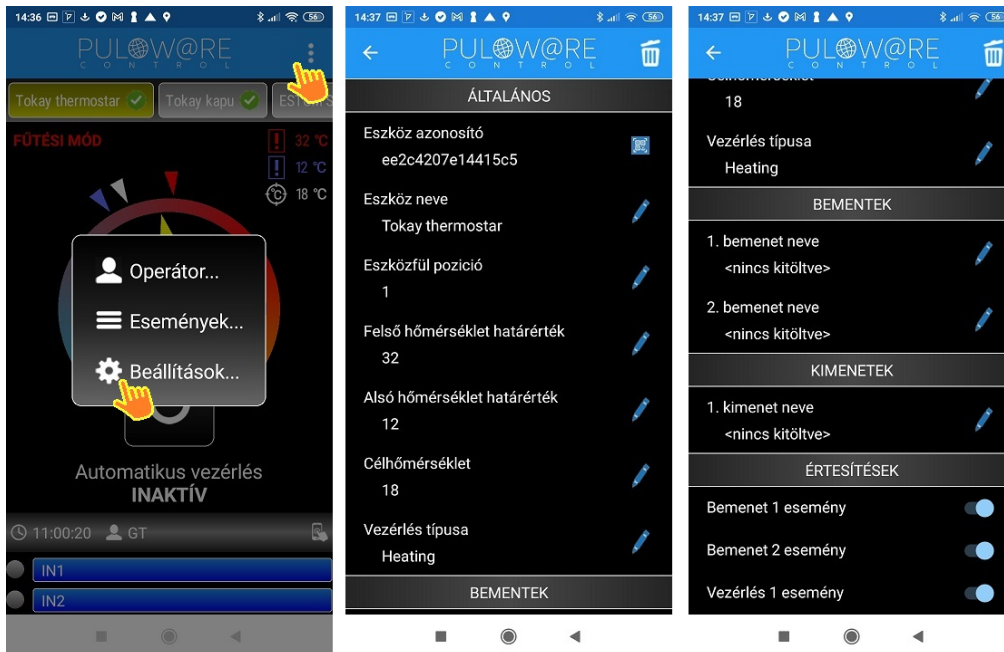 14:36
56
PULOW@RE
CONTROL
Tokay thermostar
Tokay kapu
FŰTÉSI MÓD
32 °C
12 °C
18 °C
Operátor...
Események...
Beállítások...
Automatikus vezérlés
INAKTÍV
11:00:20 GT
IN1
IN2
14:37
56
PULOW@RE
CONTROL
ÁLTALÁNOS
Eszköz azonosító
ee2c4207e14415c5
Eszköz neve
Tokay thermostar
Eszközfül pozició
1
Felső hőmérséklet határérték
32
Alsó hőmérséklet határérték
12
Célhőmérséklet
18
Vezérlés típusa
Heating
BEMENTEK
14:37
56
PULOW@RE
CONTROL
18
Vezérlés típusa
Heating
BEMENTEK
1. bemenet neve
<nincs kitöltve>
2. bemenet neve
<nincs kitöltve>
KIMENETEK
1. kimenet neve
<nincs kitöltve>
ÉRTESÍTÉSEK
Bemenet 1 esemény
Bemenet 2 esemény
Vezérlés 1 esemény